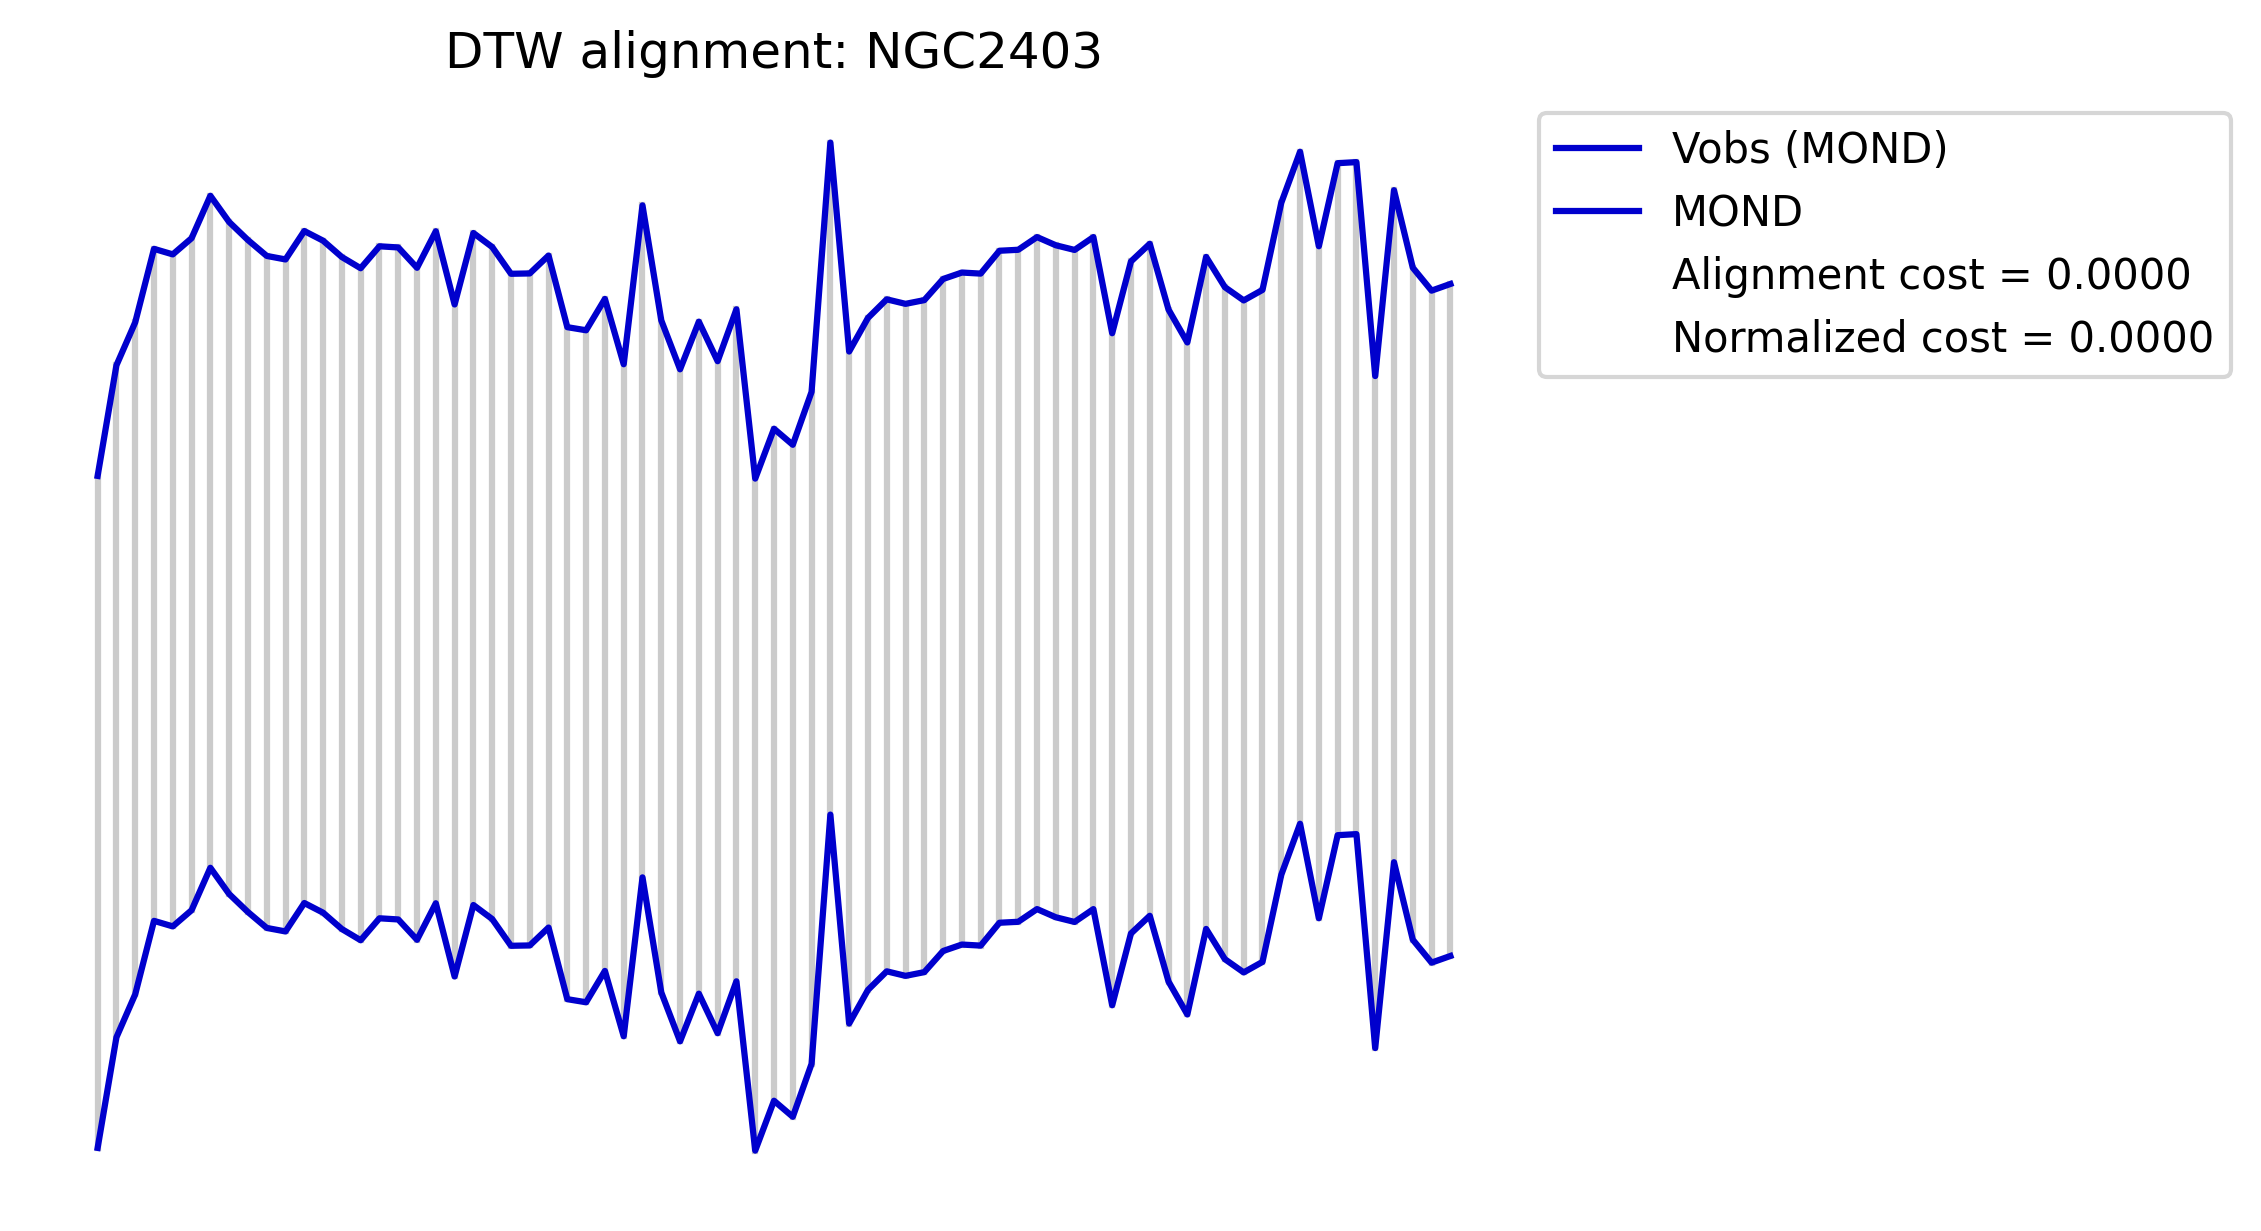 DTW alignment: NGC2403
Vobs (MOND)
MOND
Alignment cost = 0.0000
Normalized cost = 0.0000